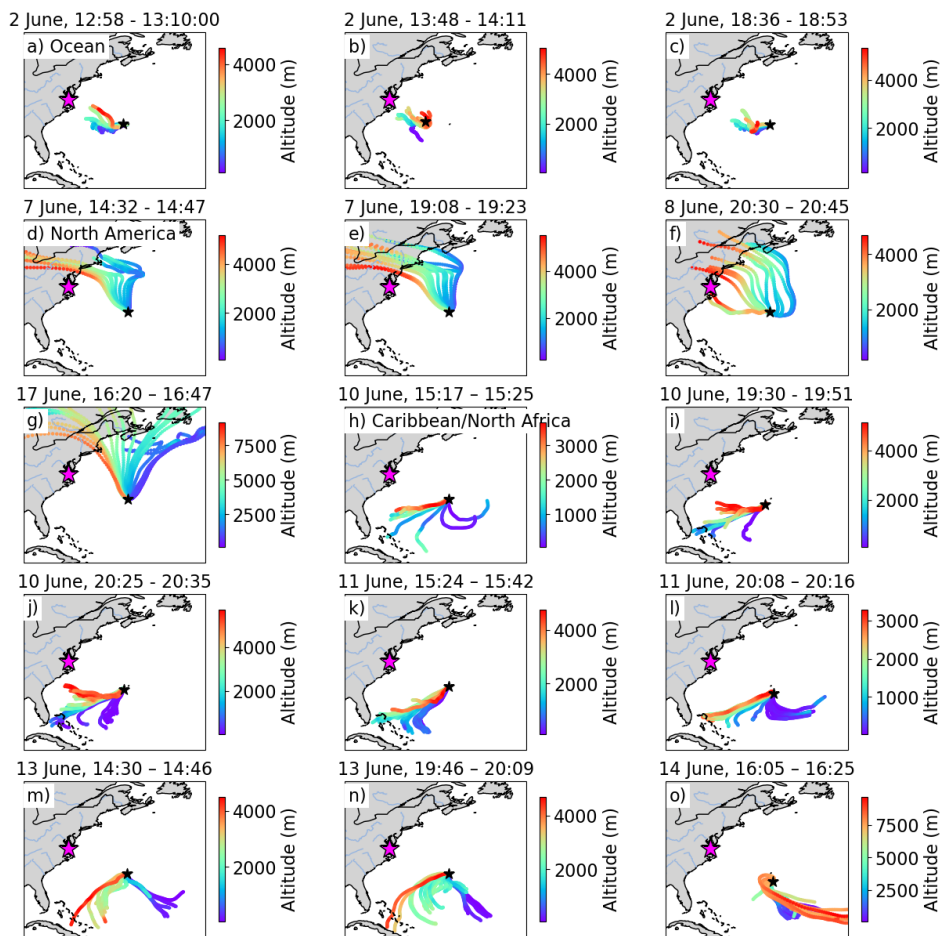 2 June, 12:58 - 13:10:00
2 June, 13:48 - 14:11
2 June, 18:36 - 18:53
a) Ocean
b)
c)
4000
2000
Altitude (m)
4000
2000
Altitude (m)
4000
2000
Altitude (m)
7 June, 14:32 - 14:47
7 June, 19:08 - 19:23
8 June, 20:30 – 20:45
d) North America
e)
f)
4000
2000
Altitude (m)
4000
2000
Altitude (m)
4000
2000
Altitude (m)
17 June, 16:20 – 16:47
10 June, 15:17 – 15:25
10 June, 19:30 – 19:51
g)
h) Caribbean/North Africa
i)
7500
5000
2500
Altitude (m)
3000
2000
1000
Altitude (m)
4000
2000
Altitude (m)
10 June, 20:25 - 20:35
11 June, 15:24 – 15:42
11 June, 20:08 – 20:16
j)
k)
l)
4000
2000
Altitude (m)
4000
2000
Altitude (m)
3000
2000
1000
Altitude (m)
13 June, 14:30 – 14:46
13 June, 19:46 – 20:09
14 June, 16:05 – 16:25
m)
n)
o)
4000
2000
Altitude (m)
4000
2000
Altitude (m)
7500
5000
2500
Altitude (m)